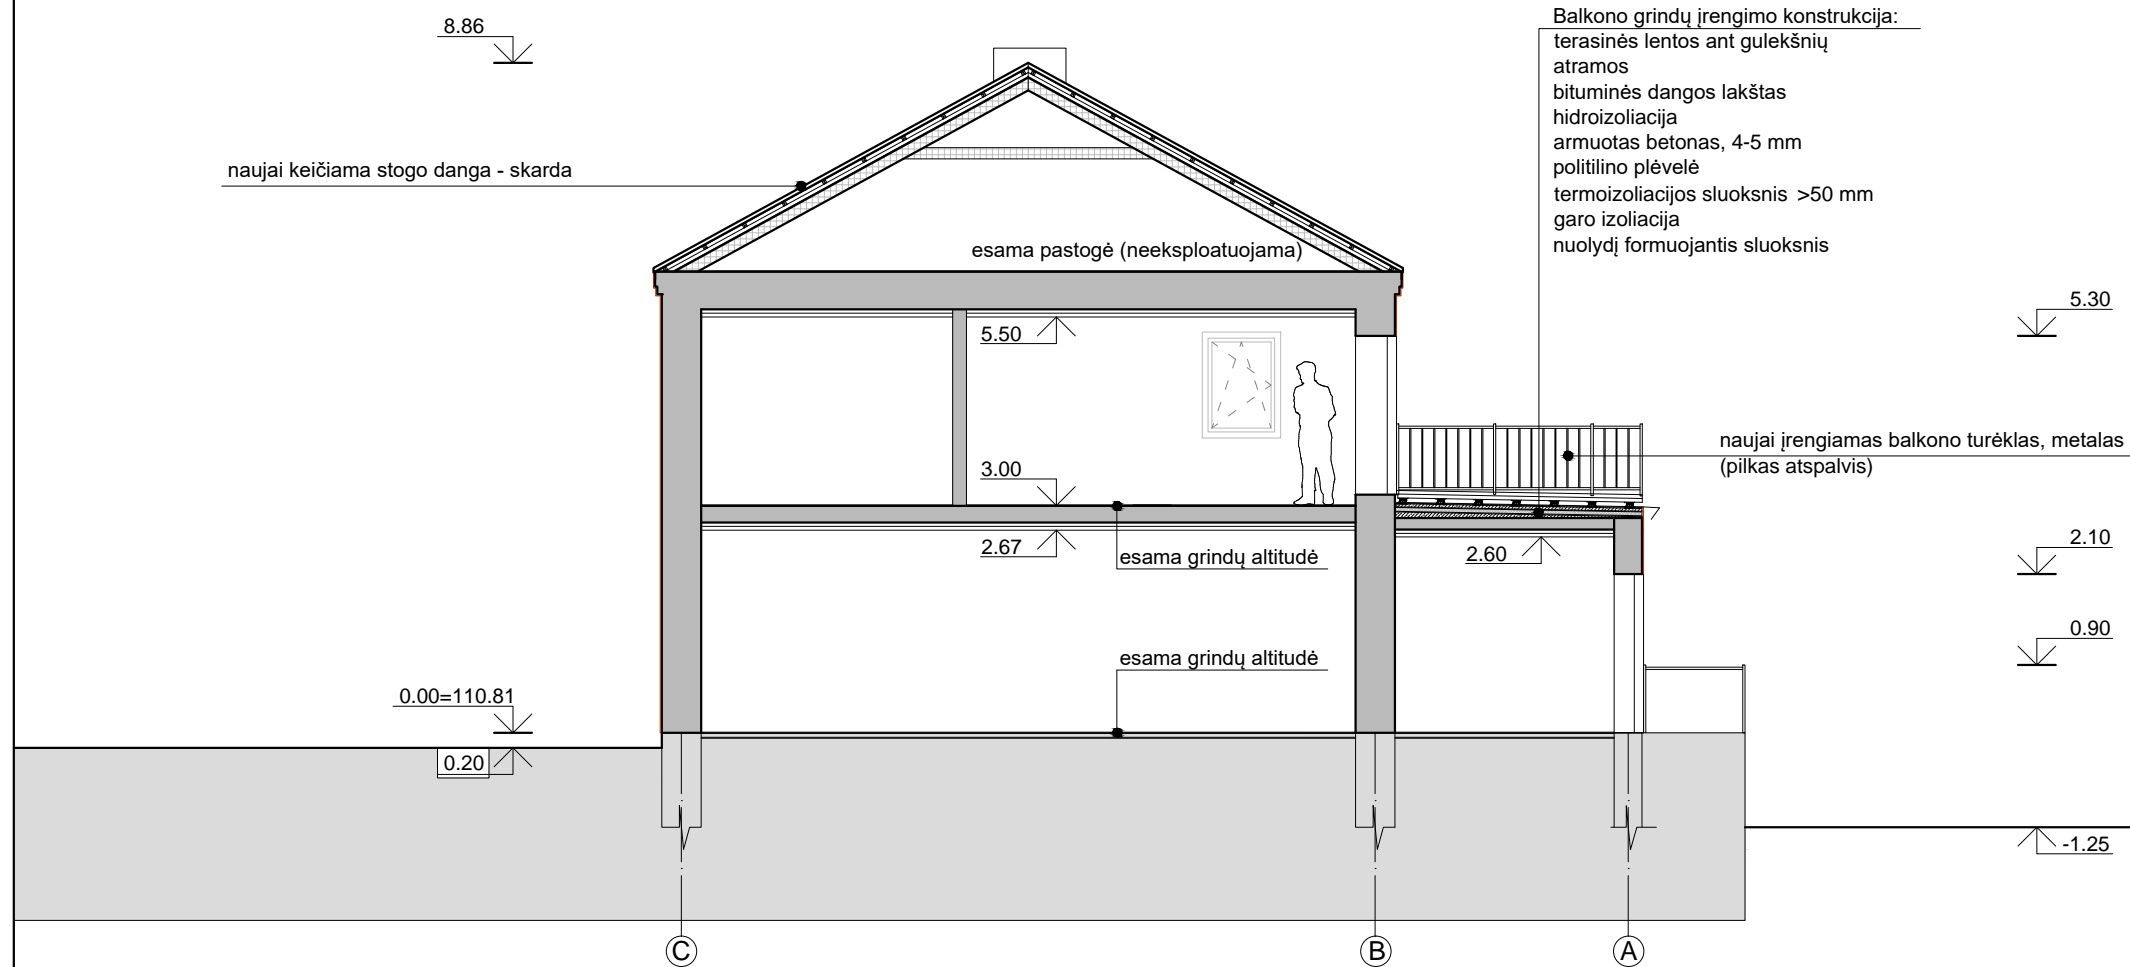 8.86
Balkono grindų įrengimo konstrukcija:
terasinės lentos ant gulekšnių
atramos
bituminės dangos lakštas
hidroizoliacija
armuotas betonas, 4-5 mm
politilino plėvelė
termoizoliacijos sluoksnis >50 mm
garo izoliacija
nuolydį formuojantis sluoksnis
naujai keičiama stogo danga - skarda
esama pastogė (neeksploatuojama)
5.30
5.50
naujai įrengiamas balkono turėklas, metalas
(pilkas atspalvis)
3.00
2.67
esama grindų altitudė
2.60
2.10
0.90
esama grindų altitudė
0.00=110.81
0.20
-1.25
C
B
A